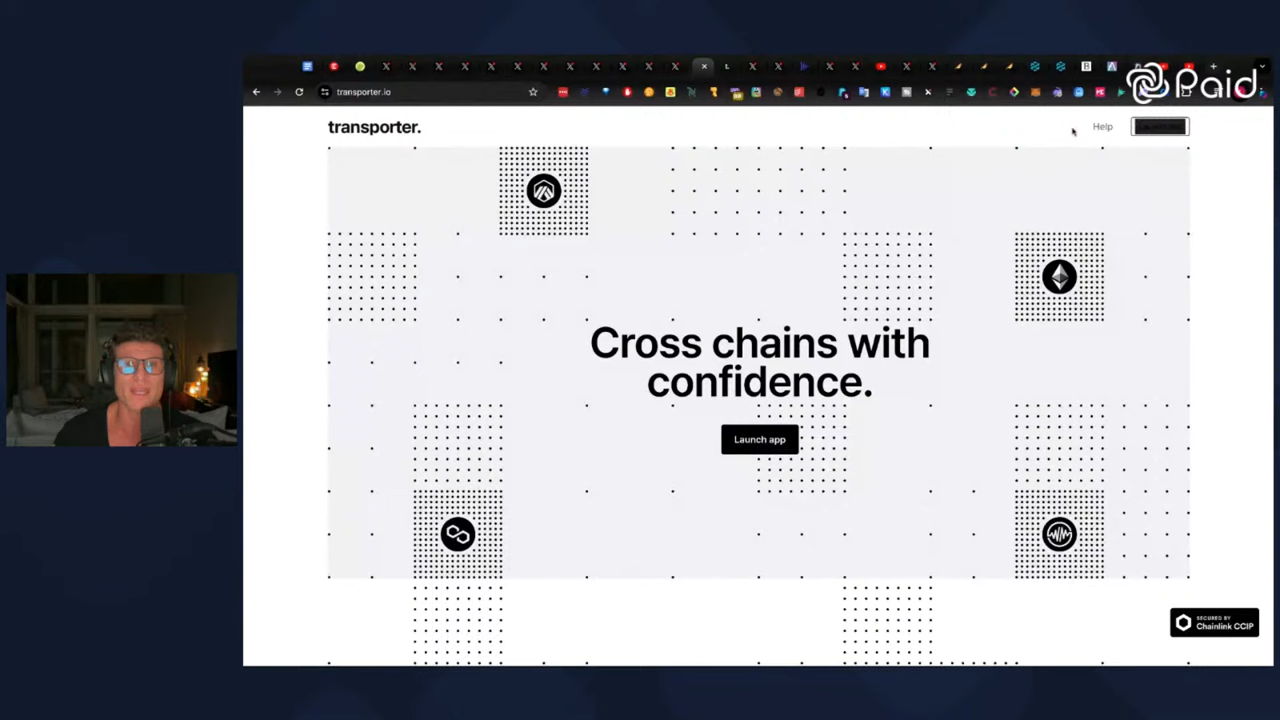 Paid
transporter.io
transporter.
Help
Cross chains with
confidence.
Launch app
SECURED BY
Chainlink CCIP